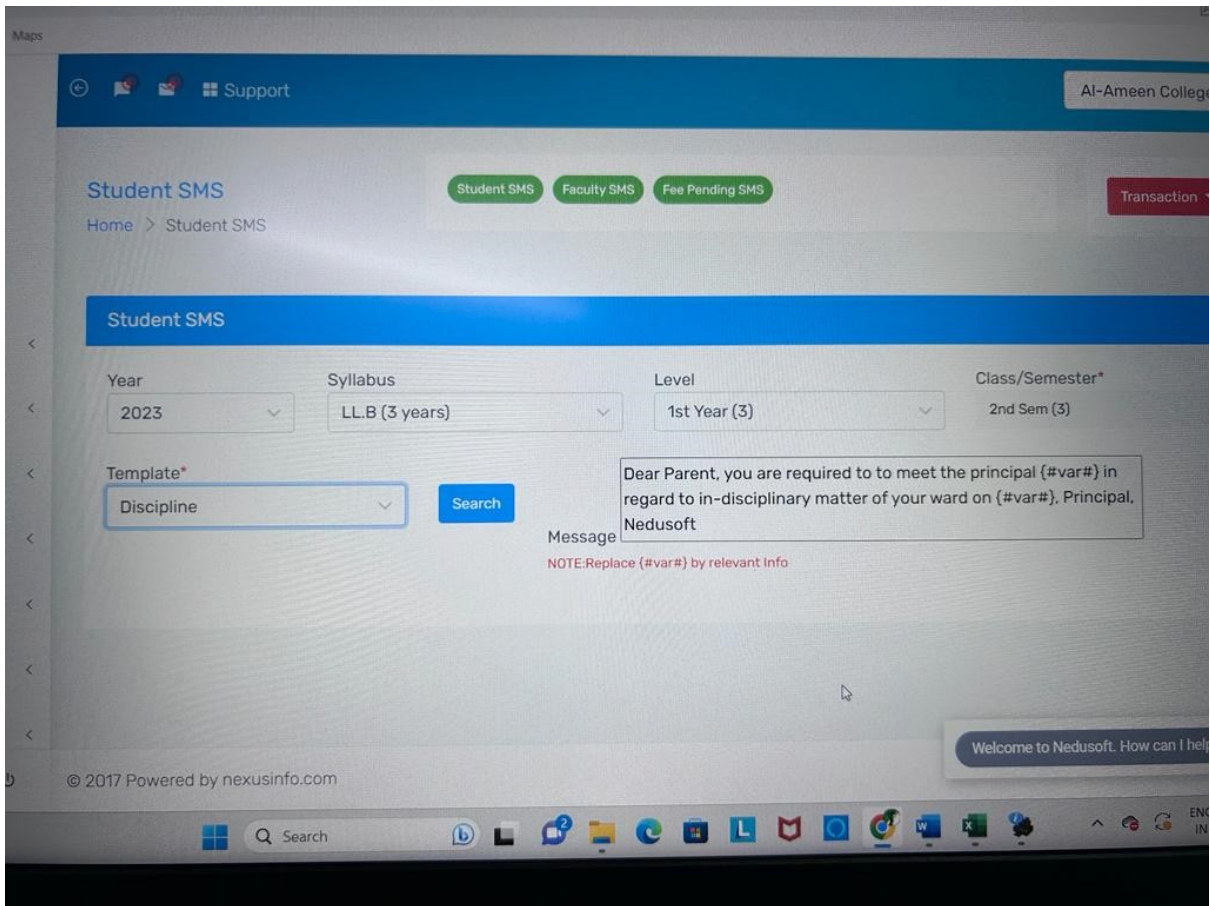 Maps
Support
Al-Ameen College
Student SMS
Student SMS
Faculty SMS
Fee Pending SMS
Transaction
Home > Student SMS
Student SMS
Year
Syllabus
Level
Class/Semester*
2023
LL.B (3 years)
1st Year (3)
2nd Sem (3)
Template*
Discipline
Search
Message
Dear Parent, you are required to to meet the principal {#var#} in
regard to in-disciplinary matter of your ward on {#var#}, Principal,
Nedusoft
NOTE:Replace {#var#} by relevant Info
Welcome to Nedusoft. How can I help
© 2017 Powered by nexusinfo.com
Search
2
ENG
IN